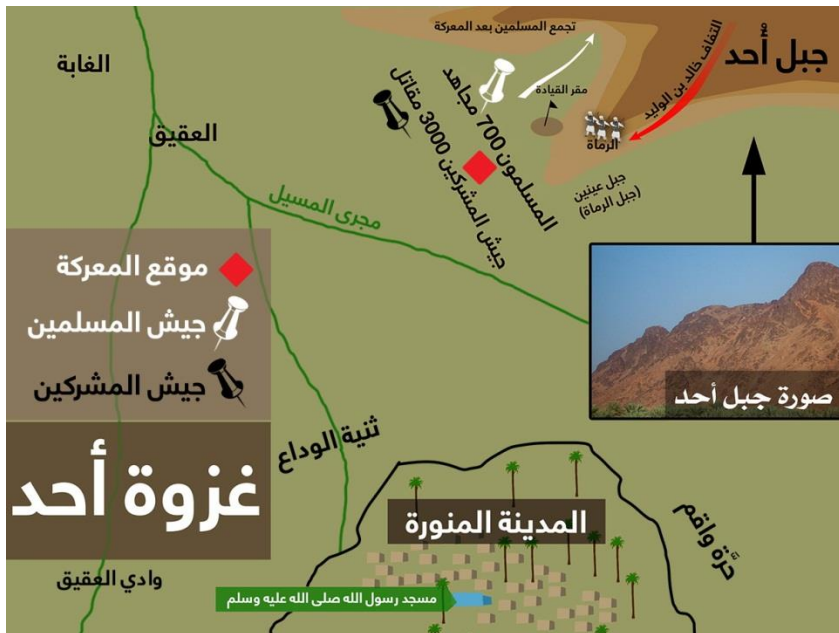 تجمع المسلمين بعد المعركة
جبل أُحد
التفاف خالد بن الوليد
الغابة
مقر القيادة
المسلمون 700 مجاهد
جيش المشركين 3000 مقاتل
الرماة
العقيق
جبل عينين
(جبل الرماة)
مجرى المسيل
موقع المعركة
جيش المسلمين
جيش المشركين
صورة جبل أحد
ثنية الوداع
غزوة أحد
المدينة المنورة
حرَّة واقم
وادي العقيق
مسجد رسول الله صلى الله عليه وسلم